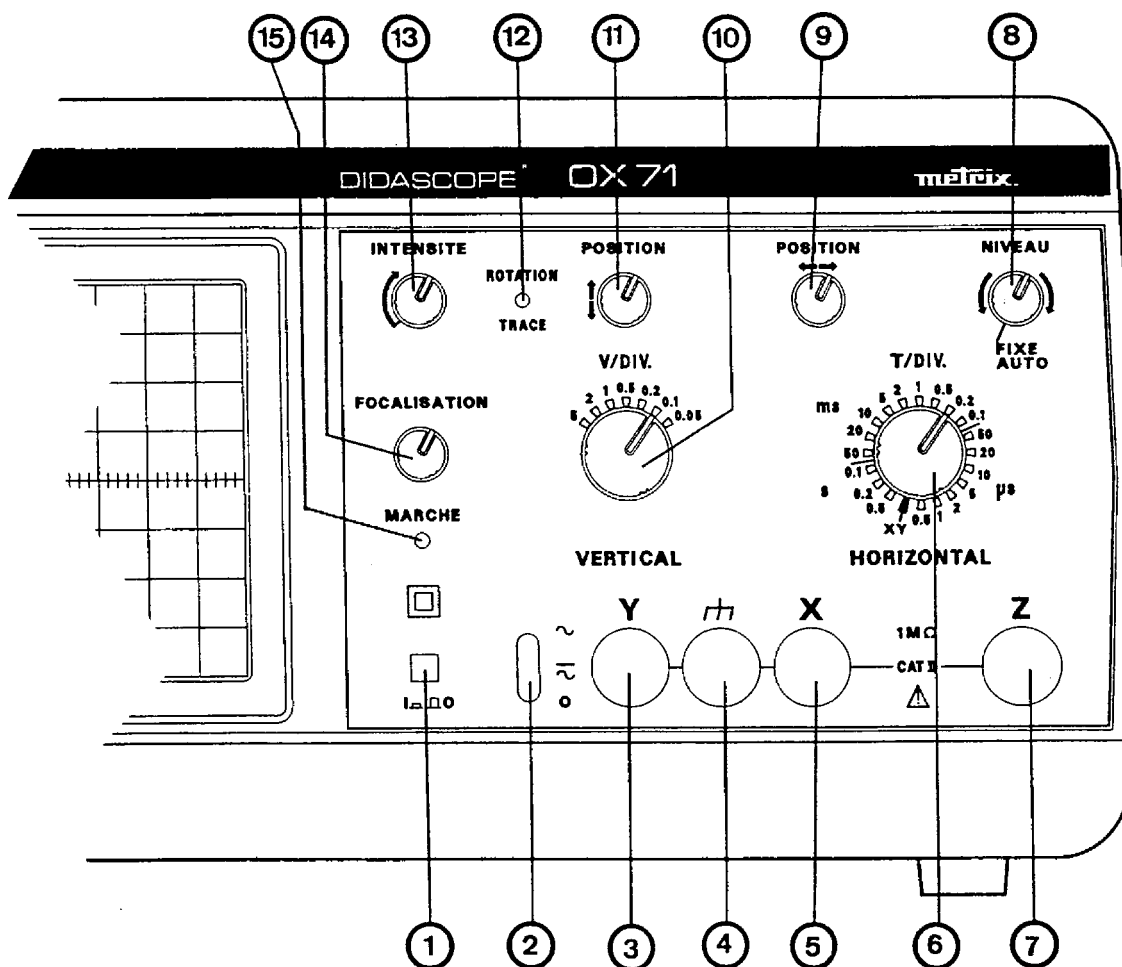 15 14 13 12 11 10 9 8
DIDASCOPE OX 71 metrix
INTENSITE
ROTATION
TRACE
POSITION
POSITION
NIVEAU
FIXE
AUTO
FOCALISATION
V/DIV.
5 2 1 0.5 0.2 0.1 0.05
T/DIV.
ms
50 20 10 5 2 1 0.5 0.2 0.1
50 20 10 5 2 1 0.5
µs
XY
0.5 0.2 0.1
s
MARCHE
VERTICAL
HORIZONTAL
Y X Z
1MΩ
CAT II
I O
~
O
1 2 3 4 5 6 7